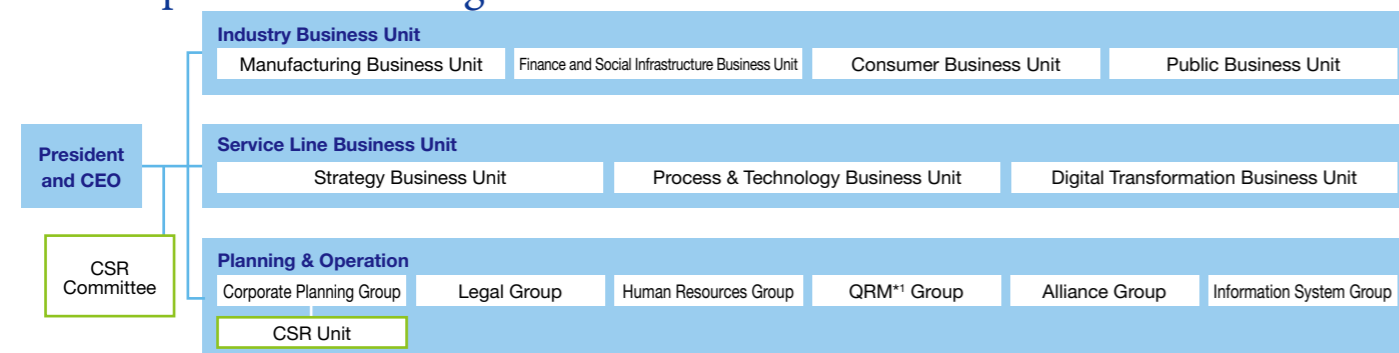 Industry Business Unit
Manufacturing Business Unit
Finance and Social Infrastructure Business Unit
Consumer Business Unit
Public Business Unit
President
and CEO
Service Line Business Unit
Strategy Business Unit
Process & Technology Business Unit
Digital Transformation Business Unit
CSR
Committee
Planning & Operation
Corporate Planning Group
Legal Group
Human Resources Group
QRM*1 Group
Alliance Group
Information System Group
CSR Unit